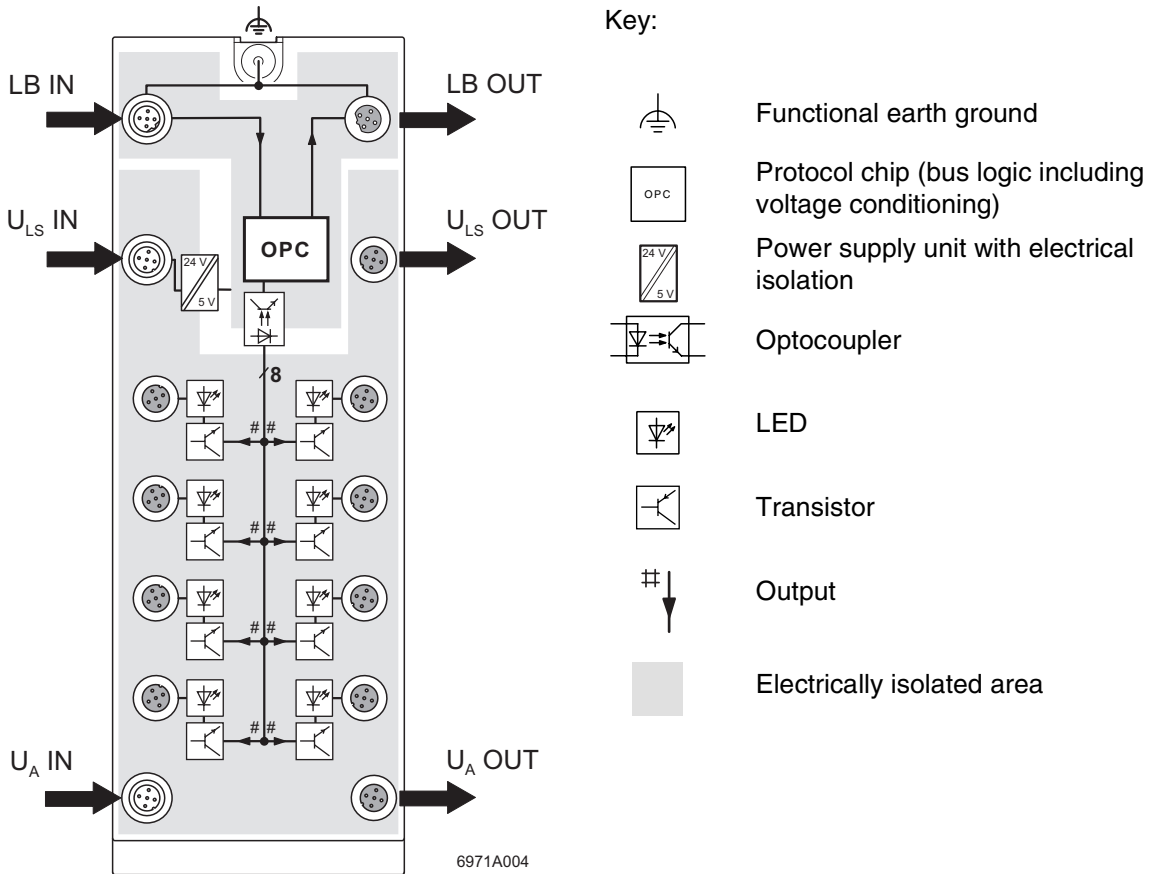 LB IN
LB OUT
U_LS IN
U_LS OUT
24 V
5 V
OPC
8
# #
# #
# #
# #
U_A IN
U_A OUT
6971A004
Key:
Functional earth ground
OPC
Protocol chip (bus logic including
voltage conditioning)
24 V
5 V
Power supply unit with electrical
isolation
Optocoupler
LED
Transistor
#
Output
Electrically isolated area